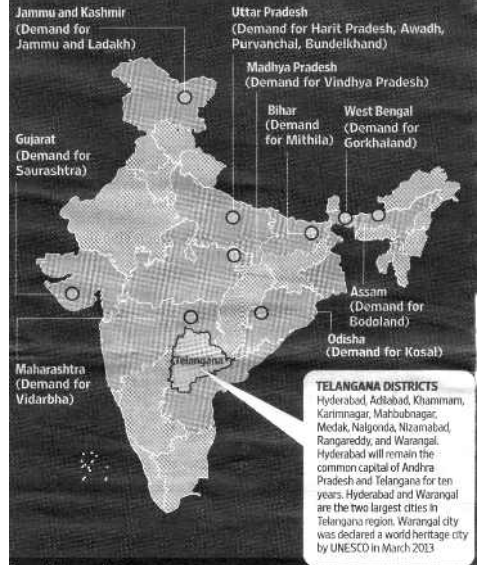 Jammu and Kashmir
(Demand for
Jammu and Ladakh)
Uttar Pradesh
(Demand for Harit Pradesh, Awadh,
Purvanchal, Bundelkhand)
Madhya Pradesh
(Demand for Vindhya Pradesh)
Bihar
(Demand
for Mithila)
West Bengal
(Demand for
Gorkhaland)
Gujarat
(Demand for
Saurashtra)
Assam
(Demand for
Bodoland)
Odisha
(Demand for Kosal)
Telangana
Maharashtra
(Demand for
Vidarbha)
TELANGANA DISTRICTS
Hyderabad, Adilabad, Khammam,
Karimnagar, Mahbubnagar,
Medak, Nalgonda, Nizamabad,
Rangareddy, and Warangal.
Hyderabad will remain the
common capital of Andhra
Pradesh and Telangana for ten
years. Hyderabad and Warangal
are the two largest cities in
Telangana region. Warangal city
was declared a world heritage city
by UNESCO in March 2013